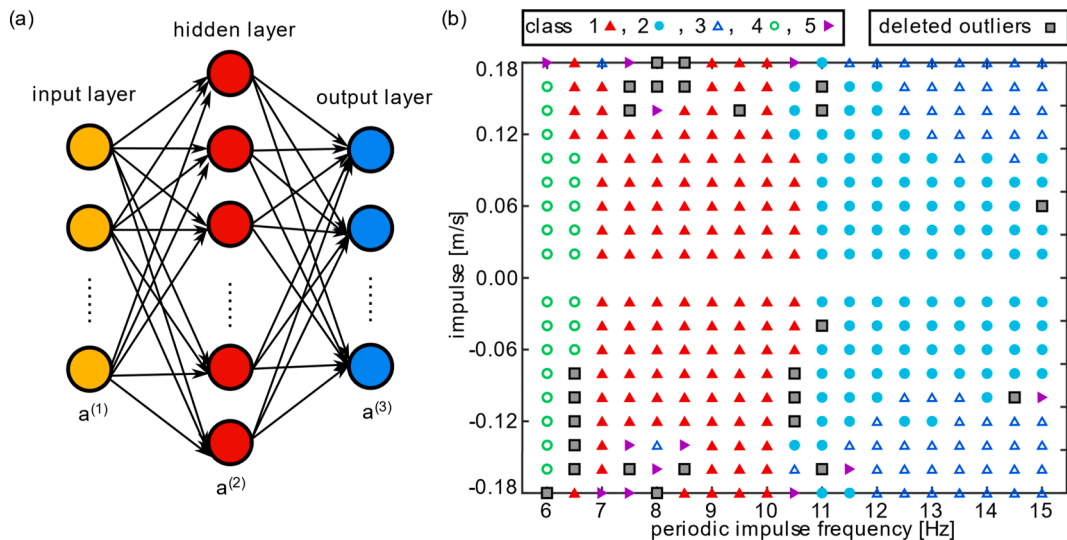 (a)
hidden layer
input layer
output layer
a(1)
a(2)
a(3)
(b)
class 1 , 2 , 3 , 4 , 5
deleted outliers
impulse [m/s]
0.18
0.12
0.06
0.00
-0.06
-0.12
-0.18
6 7 8 9 10 11 12 13 14 15
periodic impulse frequency [Hz]